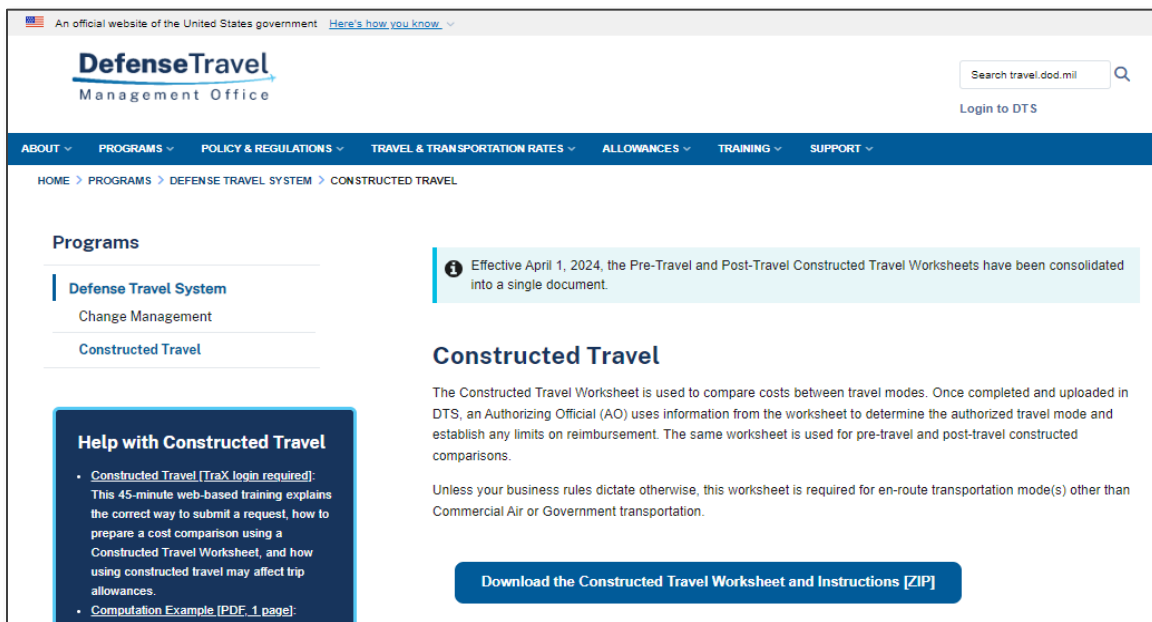 An official website of the United States government Here's how you know
DefenseTravel
Management Office
Search travel.dod.mil
Login to DTS
ABOUT PROGRAMS POLICY & REGULATIONS TRAVEL & TRANSPORTATION RATES ALLOWANCES TRAINING SUPPORT
HOME > PROGRAMS > DEFENSE TRAVEL SYSTEM > CONSTRUCTED TRAVEL
Programs
Defense Travel System
Change Management
Constructed Travel
Help with Constructed Travel
• Constructed Travel [TraX login required]:
This 45-minute web-based training explains
the correct way to submit a request, how to
prepare a cost comparison using a
Constructed Travel Worksheet, and how
using constructed travel may affect trip
allowances.
• Computation Example [PDF, 1 page]:
Effective April 1, 2024, the Pre-Travel and Post-Travel Constructed Travel Worksheets have been consolidated
into a single document.
Constructed Travel
The Constructed Travel Worksheet is used to compare costs between travel modes. Once completed and uploaded in
DTS, an Authorizing Official (AO) uses information from the worksheet to determine the authorized travel mode and
establish any limits on reimbursement. The same worksheet is used for pre-travel and post-travel constructed
comparisons.
Unless your business rules dictate otherwise, this worksheet is required for en-route transportation mode(s) other than
Commercial Air or Government transportation.
Download the Constructed Travel Worksheet and Instructions [ZIP]